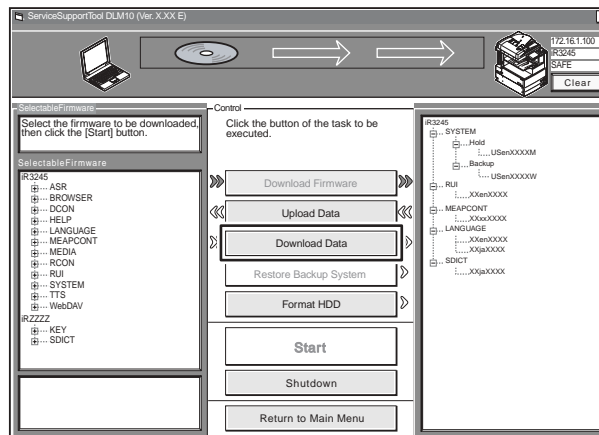 ServiceSupportTool DLM10 (Ver. X.XX E)
172.16.1.100
iR3245
SAFE
Clear
SelectableFirmware
Select the firmware to be downloaded,
then click the [Start] button.
SelectableFirmware
iR3245
ASR
BROWSER
DCON
HELP
LANGUAGE
MEAPCONT
MEDIA
RCON
RUI
SYSTEM
TTS
WebDAV
iRZZZZ
KEY
SDICT
Control
Click the button of the task to be
executed.
Download Firmware
Upload Data
Download Data
Restore Backup System
Format HDD
Start
Shutdown
Return to Main Menu
iR3245
SYSTEM
Hold
USenXXXXM
Backup
USenXXXXW
RUI
XXenXXXX
MEAPCONT
XXxxXXXX
LANGUAGE
XXenXXXX
XXjaXXXX
SDICT
XXjaXXXX